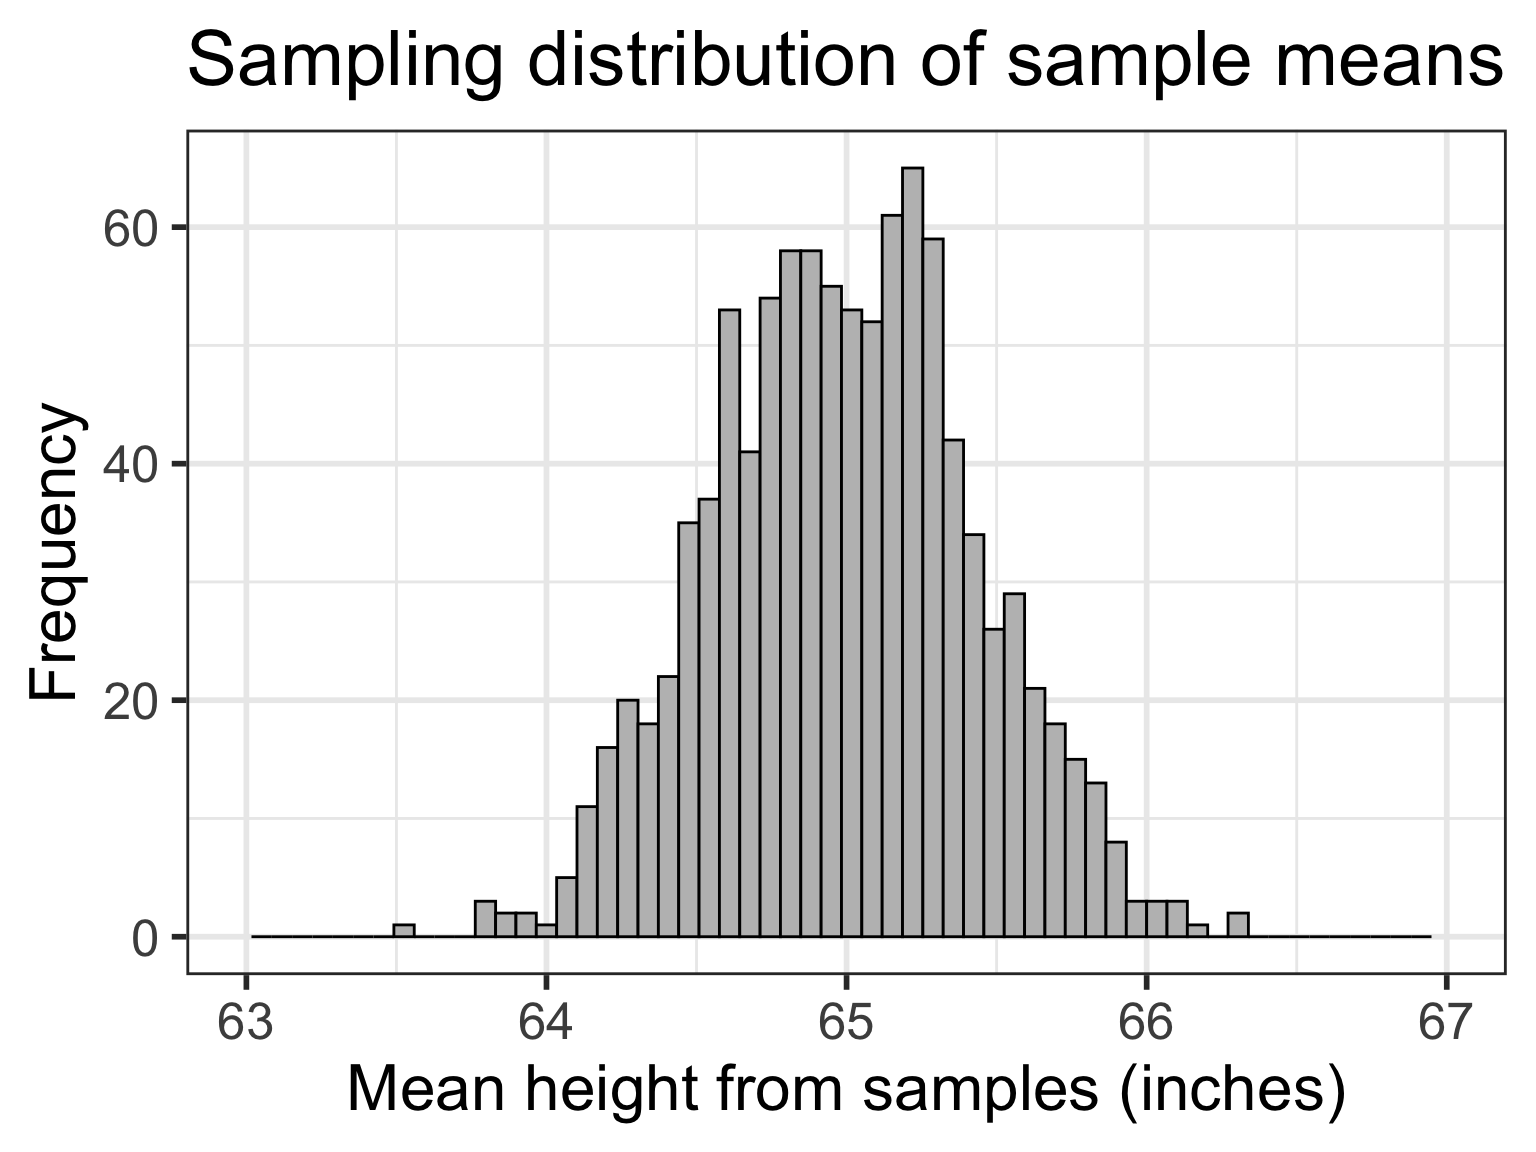 Sampling distribution of sample means
60
40
20
0
Frequency
63 64 65 66 67
Mean height from samples (inches)